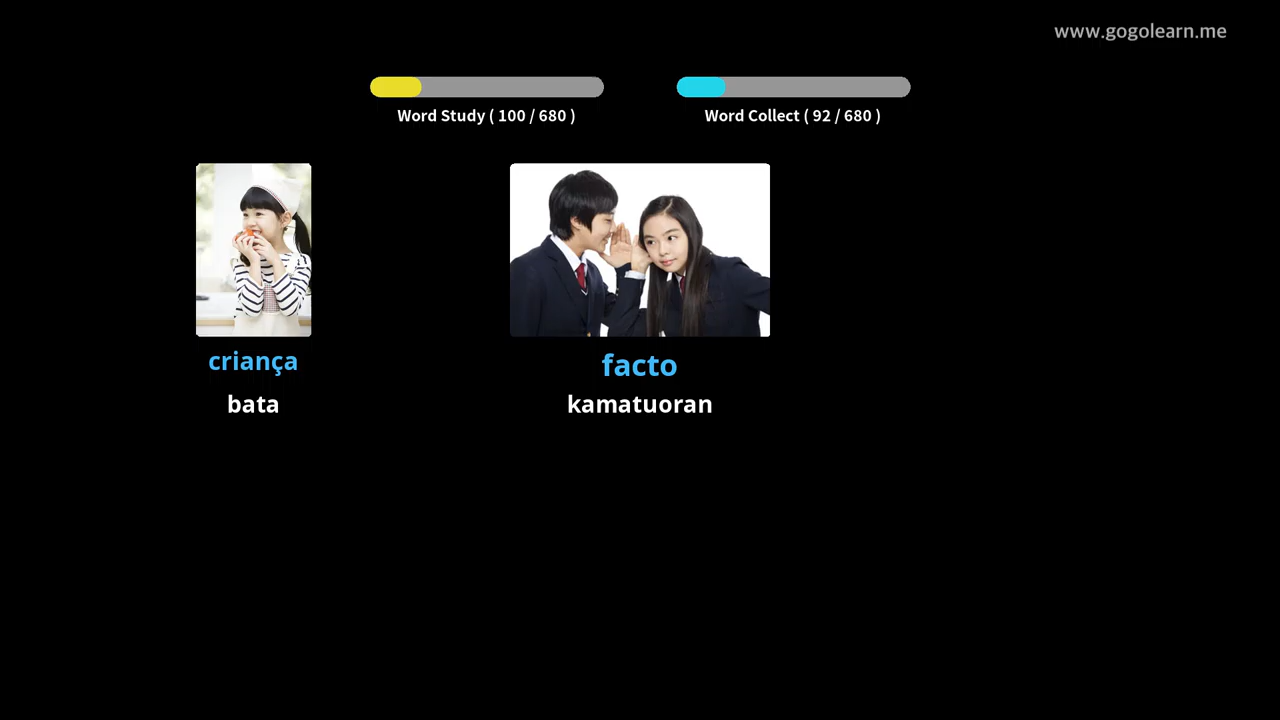 www.gogolearn.me
Word Study ( 100 / 680 )
Word Collect ( 92 / 680 )
criança
bata
facto
kamatuoran